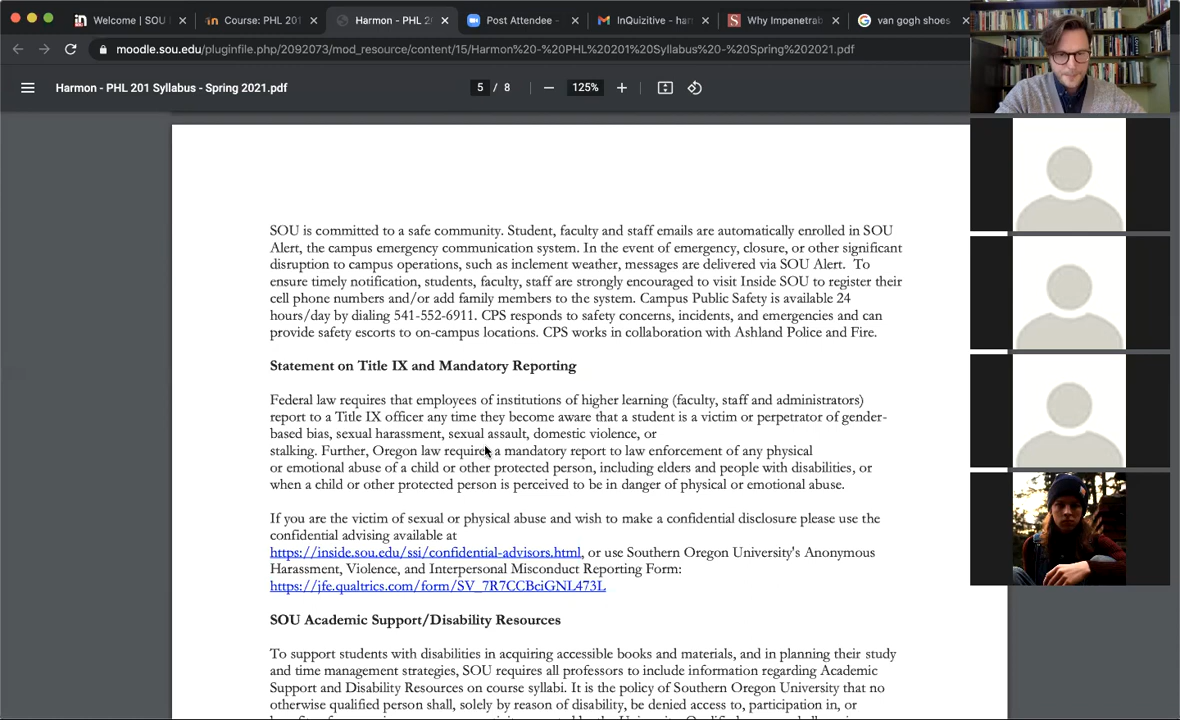 Welcome | SOU
Course: PHL 201
Harmon - PHL 2
Post Attendee -
InQuizitive - har
Why Impenetrab
van gogh shoes
moodle.sou.edu/pluginfile.php/2092073/mod_resource/content/15/Harmon%20-%20PHL%20201%20Syllabus%20-%20Spring%202021.pdf
Harmon - PHL 201 Syllabus - Spring 2021.pdf
5 / 8
125%
SOU is committed to a safe community. Student, faculty and staff emails are automatically enrolled in SOU
Alert, the campus emergency communication system. In the event of emergency, closure, or other significant
disruption to campus operations, such as inclement weather, messages are delivered via SOU Alert.  To
ensure timely notification, students, faculty, staff are strongly encouraged to visit Inside SOU to register their
cell phone numbers and/or add family members to the system. Campus Public Safety is available 24
hours/day by dialing 541-552-6911. CPS responds to safety concerns, incidents, and emergencies and can
provide safety escorts to on-campus locations. CPS works in collaboration with Ashland Police and Fire.
Statement on Title IX and Mandatory Reporting
Federal law requires that employees of institutions of higher learning (faculty, staff and administrators)
report to a Title IX officer any time they become aware that a student is a victim or perpetrator of gender-
based bias, sexual harassment, sexual assault, domestic violence, or
stalking. Further, Oregon law requires a mandatory report to law enforcement of any physical
or emotional abuse of a child or other protected person, including elders and people with disabilities, or
when a child or other protected person is perceived to be in danger of physical or emotional abuse.
If you are the victim of sexual or physical abuse and wish to make a confidential disclosure please use the
confidential advising available at
https://inside.sou.edu/ssi/confidential-advisors.html, or use Southern Oregon University's Anonymous
Harassment, Violence, and Interpersonal Misconduct Reporting Form:
https://jfe.qualtrics.com/form/SV_7R7CCBciGNL473L
SOU Academic Support/Disability Resources
To support students with disabilities in acquiring accessible books and materials, and in planning their study
and time management strategies, SOU requires all professors to include information regarding Academic
Support and Disability Resources on course syllabi. It is the policy of Southern Oregon University that no
otherwise qualified person shall, solely by reason of disability, be denied access to, participation in, or